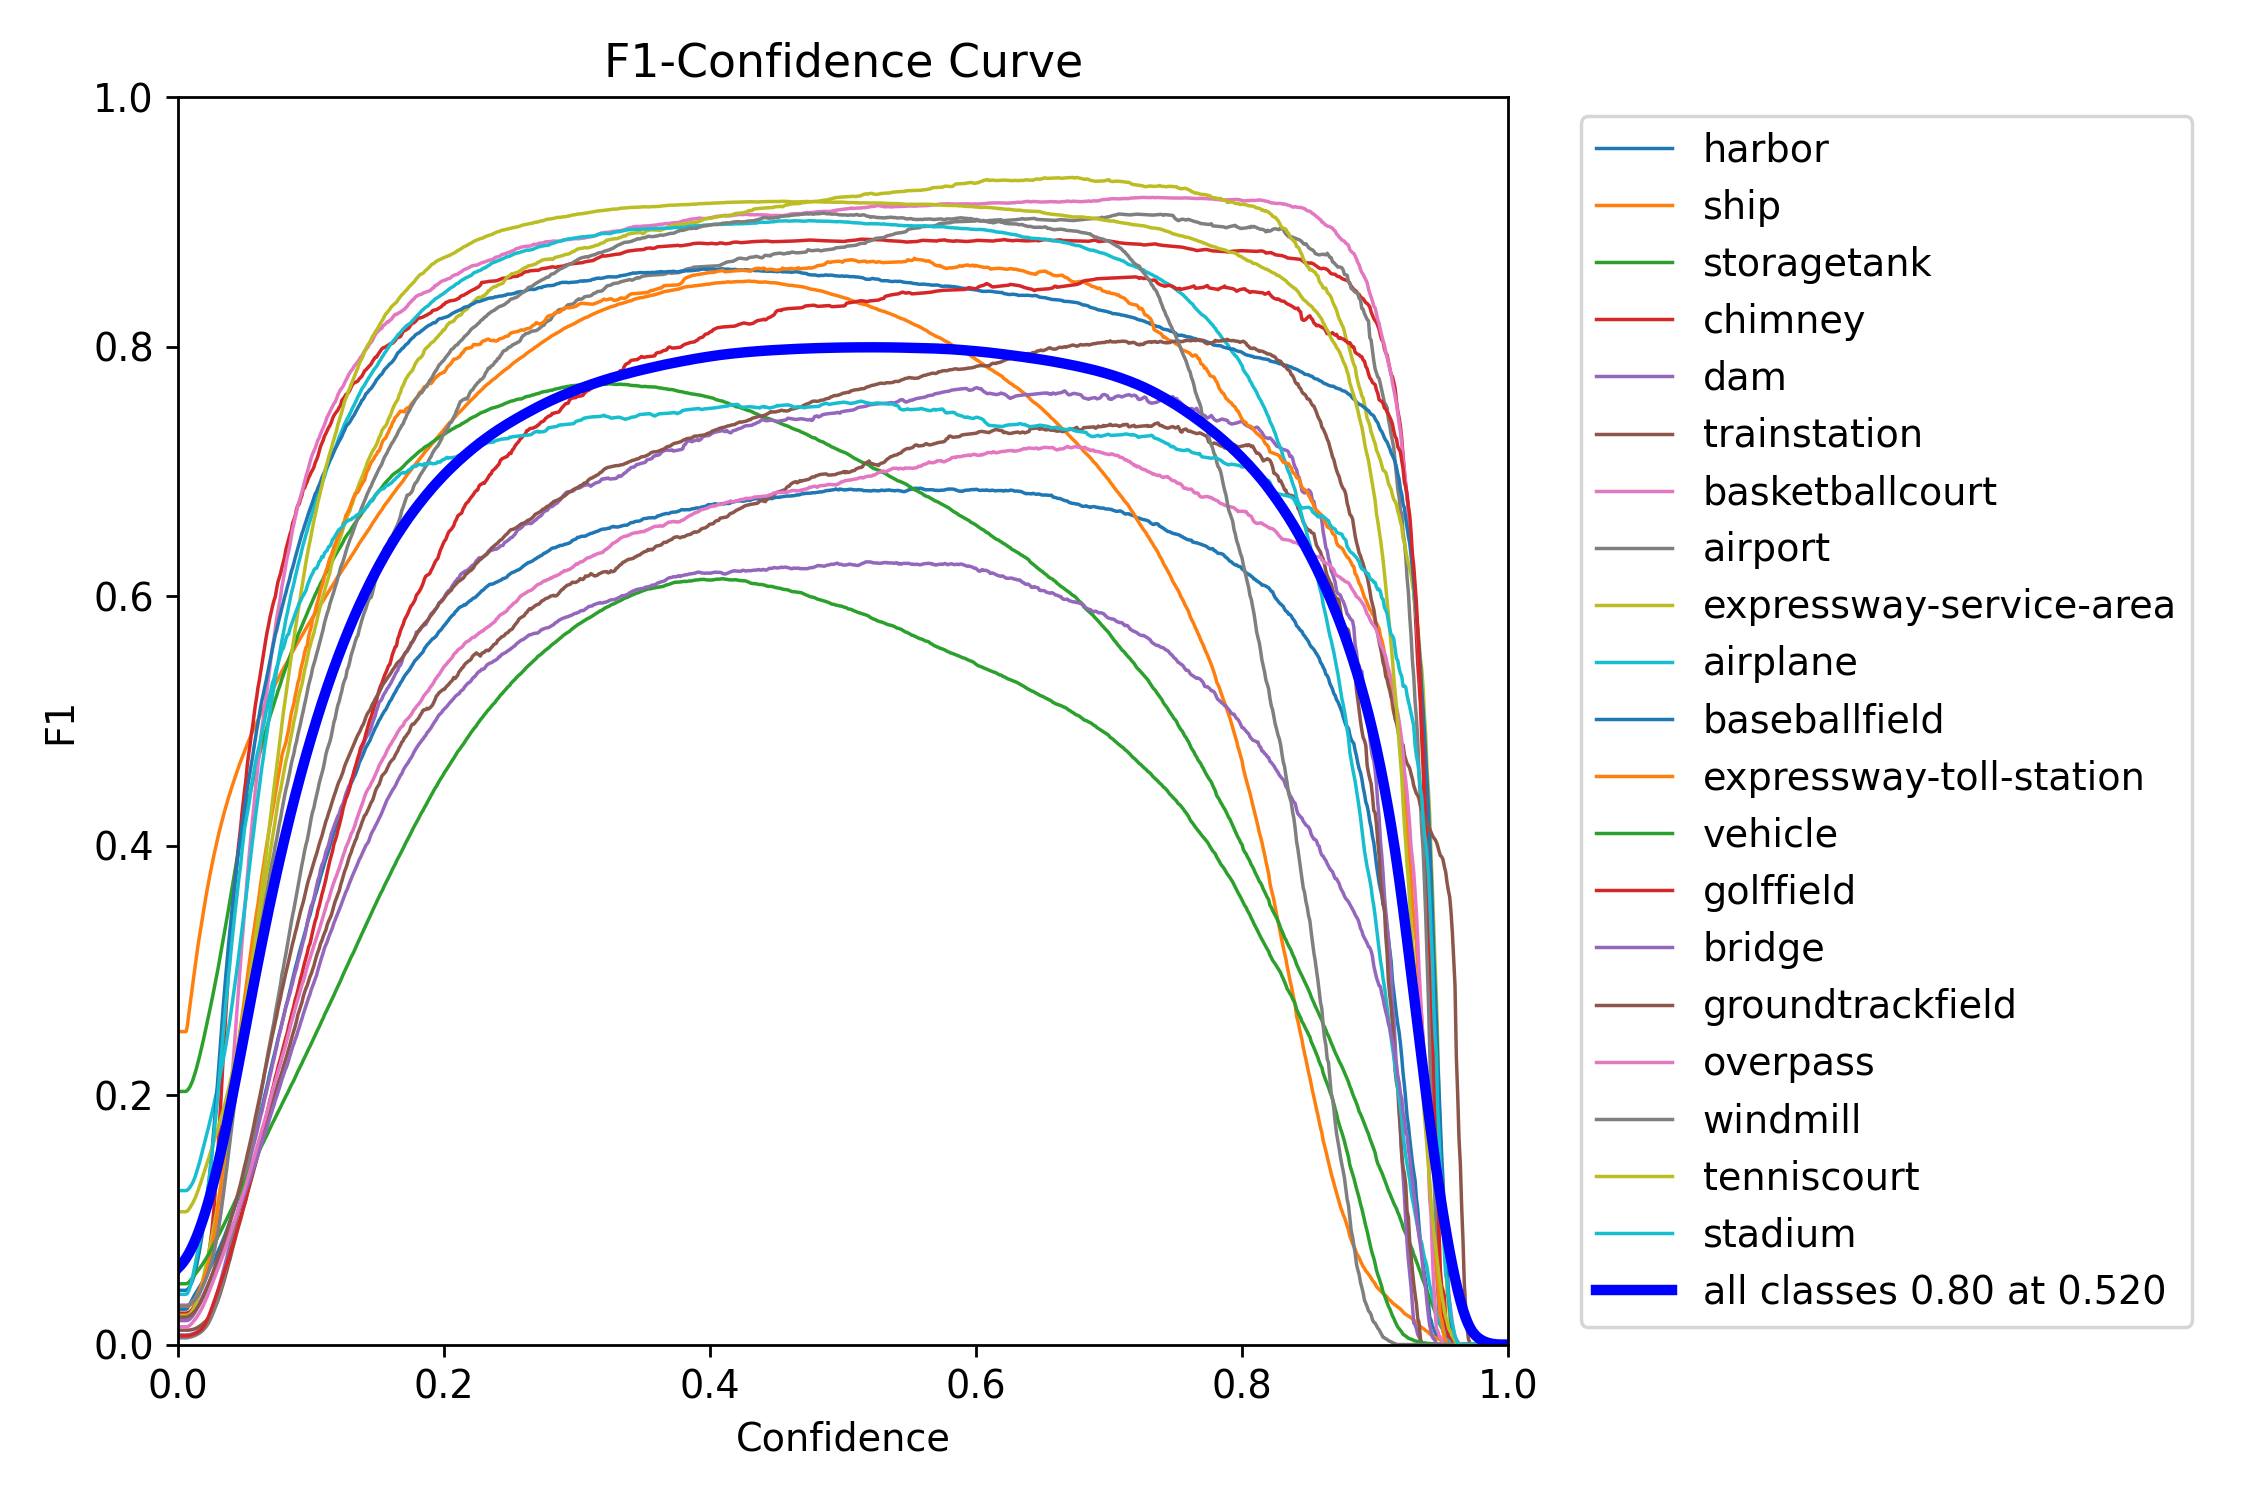 F1-Confidence Curve
1.0
0.8
0.6
0.4
0.2
0.0
F1
0.0 0.2 0.4 0.6 0.8 1.0
Confidence
harbor
ship
storagetank
chimney
dam
trainstation
basketballcourt
airport
expressway-service-area
airplane
baseballfield
expressway-toll-station
vehicle
golffield
bridge
groundtrackfield
overpass
windmill
tenniscourt
stadium
all classes 0.80 at 0.520